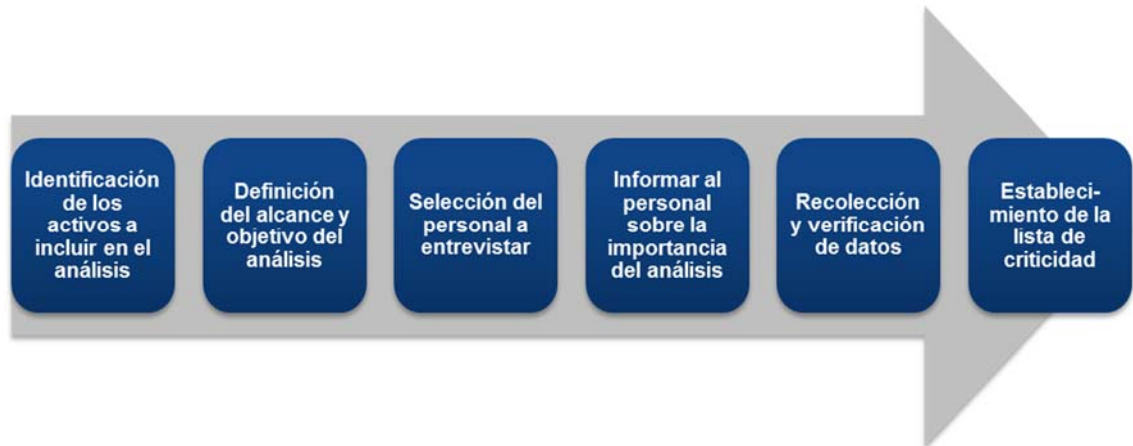 Identificación
de los
activos a
incluir en el
análisis
Definición
del alcance y
objetivo del
análisis
Selección del
personal a
entrevistar
Informar al
personal
sobre la
importancia
del análisis
Recolección
y verificación
de datos
Estableci-
miento de la
lista de
criticidad